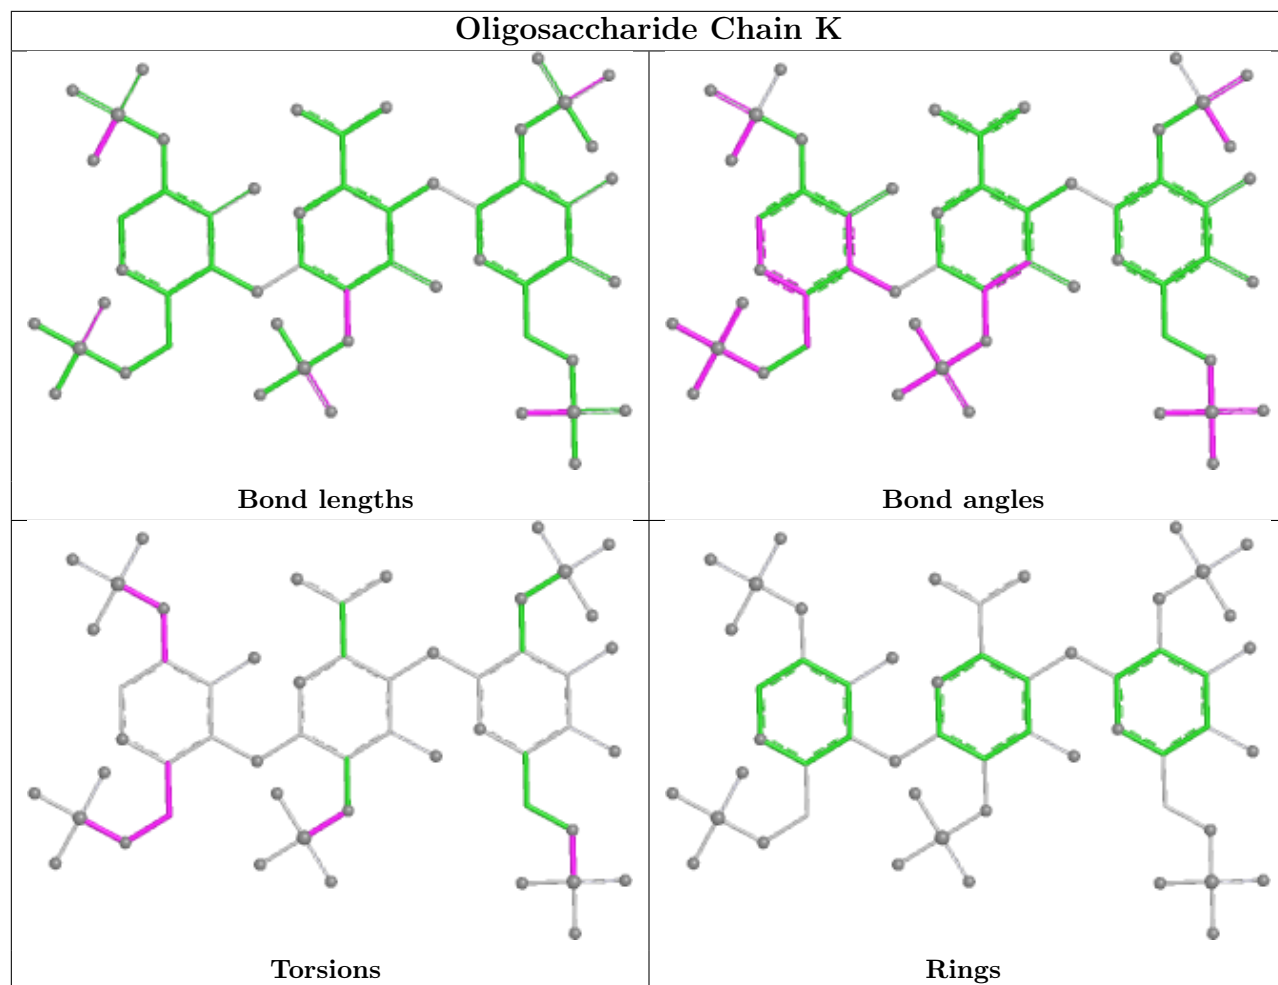 Oligosaccharide Chain K
Bond lengths
Bond angles
Torsions
Rings